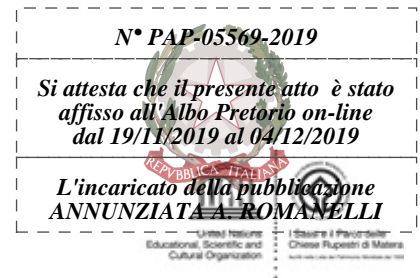 N° PAP-05569-2019
Si attesta che il presente atto è stato
affisso all'Albo Pretorio on-line
dal 19/11/2019 al 04/12/2019
REPVBBLICA ITALIANA
L'incaricato della pubblicazione
ANNUNZIATA A. ROMANELLI
United Nations
Educational, Scientific and
Cultural Organization
I Sassi e il Parco delle
Chiese Rupestri di Matera